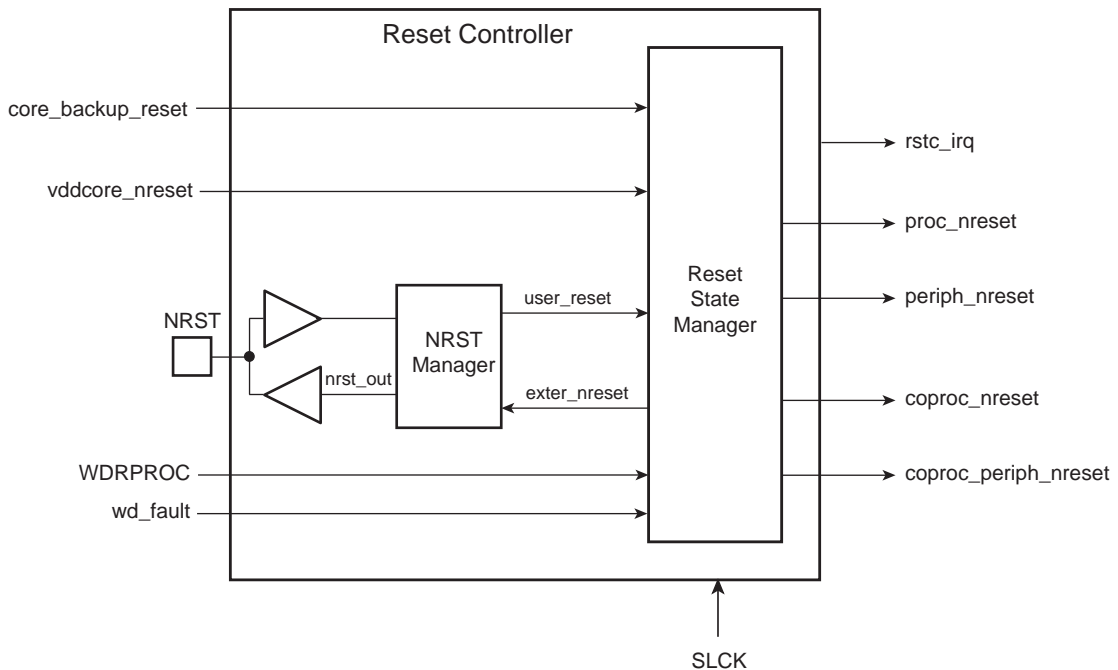 Reset Controller
core_backup_reset
rstc_irq
vddcore_nreset
proc_nreset
Reset
State
Manager
periph_nreset
user_reset
NRST
NRST
Manager
nrst_out
exter_nreset
coproc_nreset
WDRPROC
coproc_periph_nreset
wd_fault
SLCK